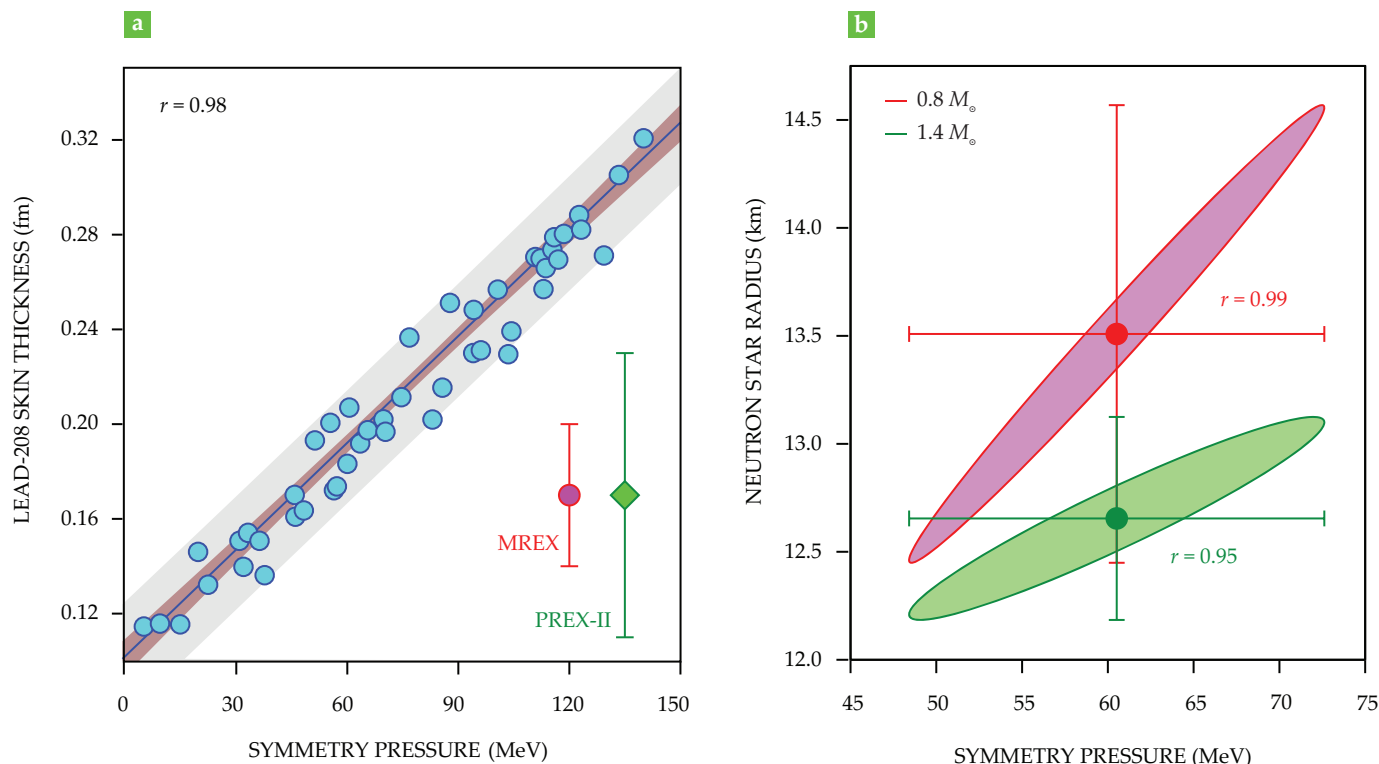 a
r = 0.98
LEAD-208 SKIN THICKNESS (fm)
0.32
0.28
0.24
0.20
0.16
0.12
MREX
PREX-II
0
30
60
90
120
150
SYMMETRY PRESSURE (MeV)
b
0.8 M⊙
1.4 M⊙
NEUTRON STAR RADIUS (km)
14.5
14.0
13.5
13.0
12.5
12.0
r = 0.99
r = 0.95
45
50
55
60
65
70
75
SYMMETRY PRESSURE (MeV)